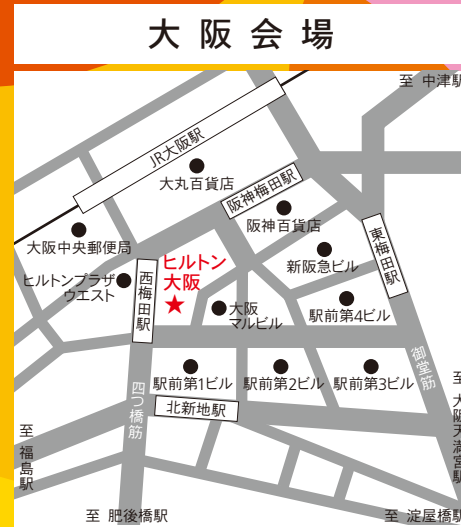 大阪会場
至 中津駅
JR大阪駅
大丸百貨店
阪神梅田駅
阪神百貨店
大阪中央郵便局
東梅田駅
新阪急ビル
ヒルトンプラザ
ウエスト
西梅田駅
ヒルトン
大阪
大阪
マルビル
駅前第4ビル
御堂筋
駅前第1ビル
駅前第2ビル
駅前第3ビル
四つ橋筋
北新地駅
至 大阪天満宮駅
至 福島駅
至 肥後橋駅
至 淀屋橋駅